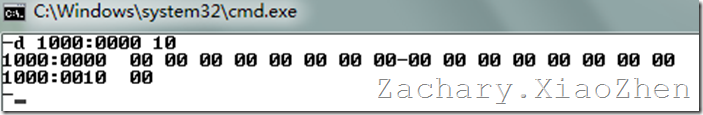 C:\Windows\system32\cmd.exe
-d 1000:0000 10
1000:0000  00 00 00 00 00 00 00 00-00 00 00 00 00 00 00 00
1000:0010  00
-_
Zachary.XiaoZhen